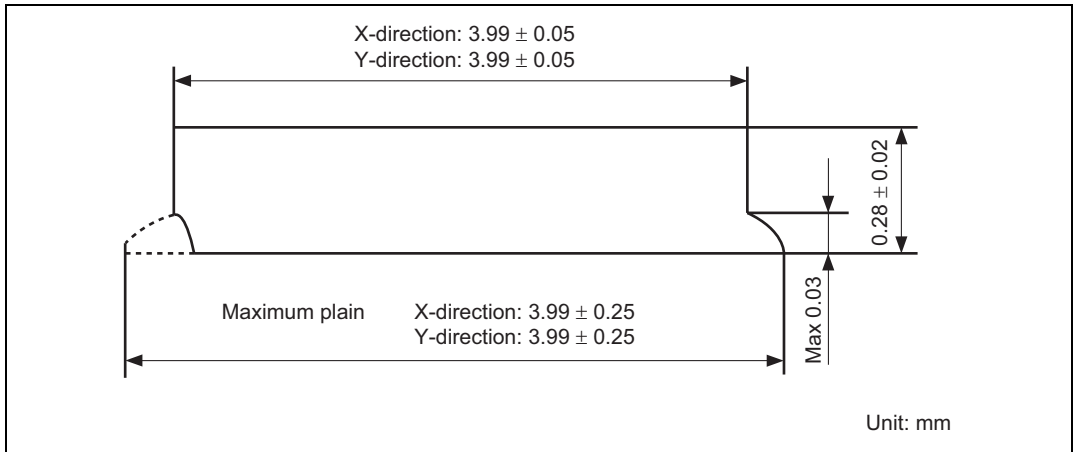 X-direction: 3.99 ± 0.05
Y-direction: 3.99 ± 0.05
0.28 ± 0.02
Max 0.03
Maximum plain X-direction: 3.99 ± 0.25
Y-direction: 3.99 ± 0.25
Unit: mm